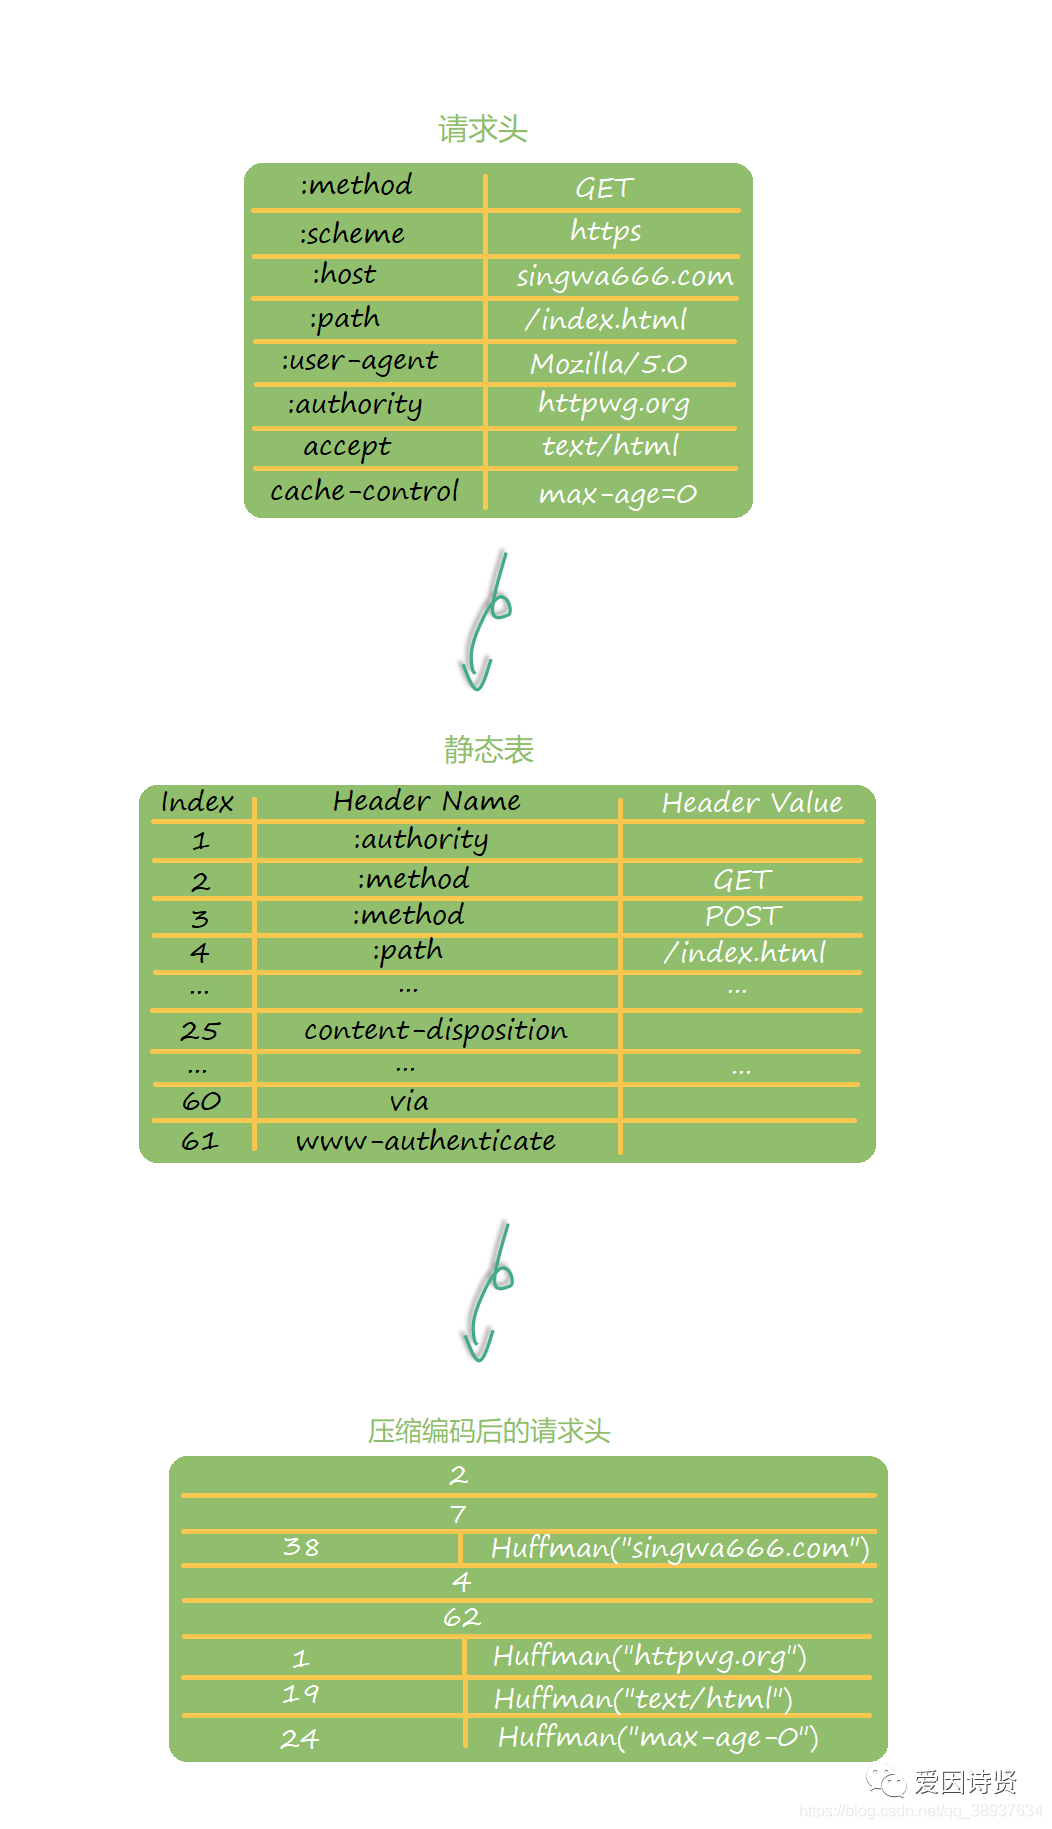 请求头
:method GET
:scheme https
:host singwa666.com
:path /index.html
:user-agent Mozilla/5.0
:authority httpwg.org
accept text/html
cache-control max-age=0
静态表
Index Header Name Header Value
1 :authority
2 :method GET
3 :method POST
4 :path /index.html
... ... ...
25 content-disposition
... ... ...
60 via
61 www-authenticate
压缩编码后的请求头
2
7
38 Huffman("singwa666.com")
4
62
1 Huffman("httpwg.org")
19 Huffman("text/html")
24 Huffman("max-age-0")
爱因诗贤
https://blog.csdn.net/qq_38937634